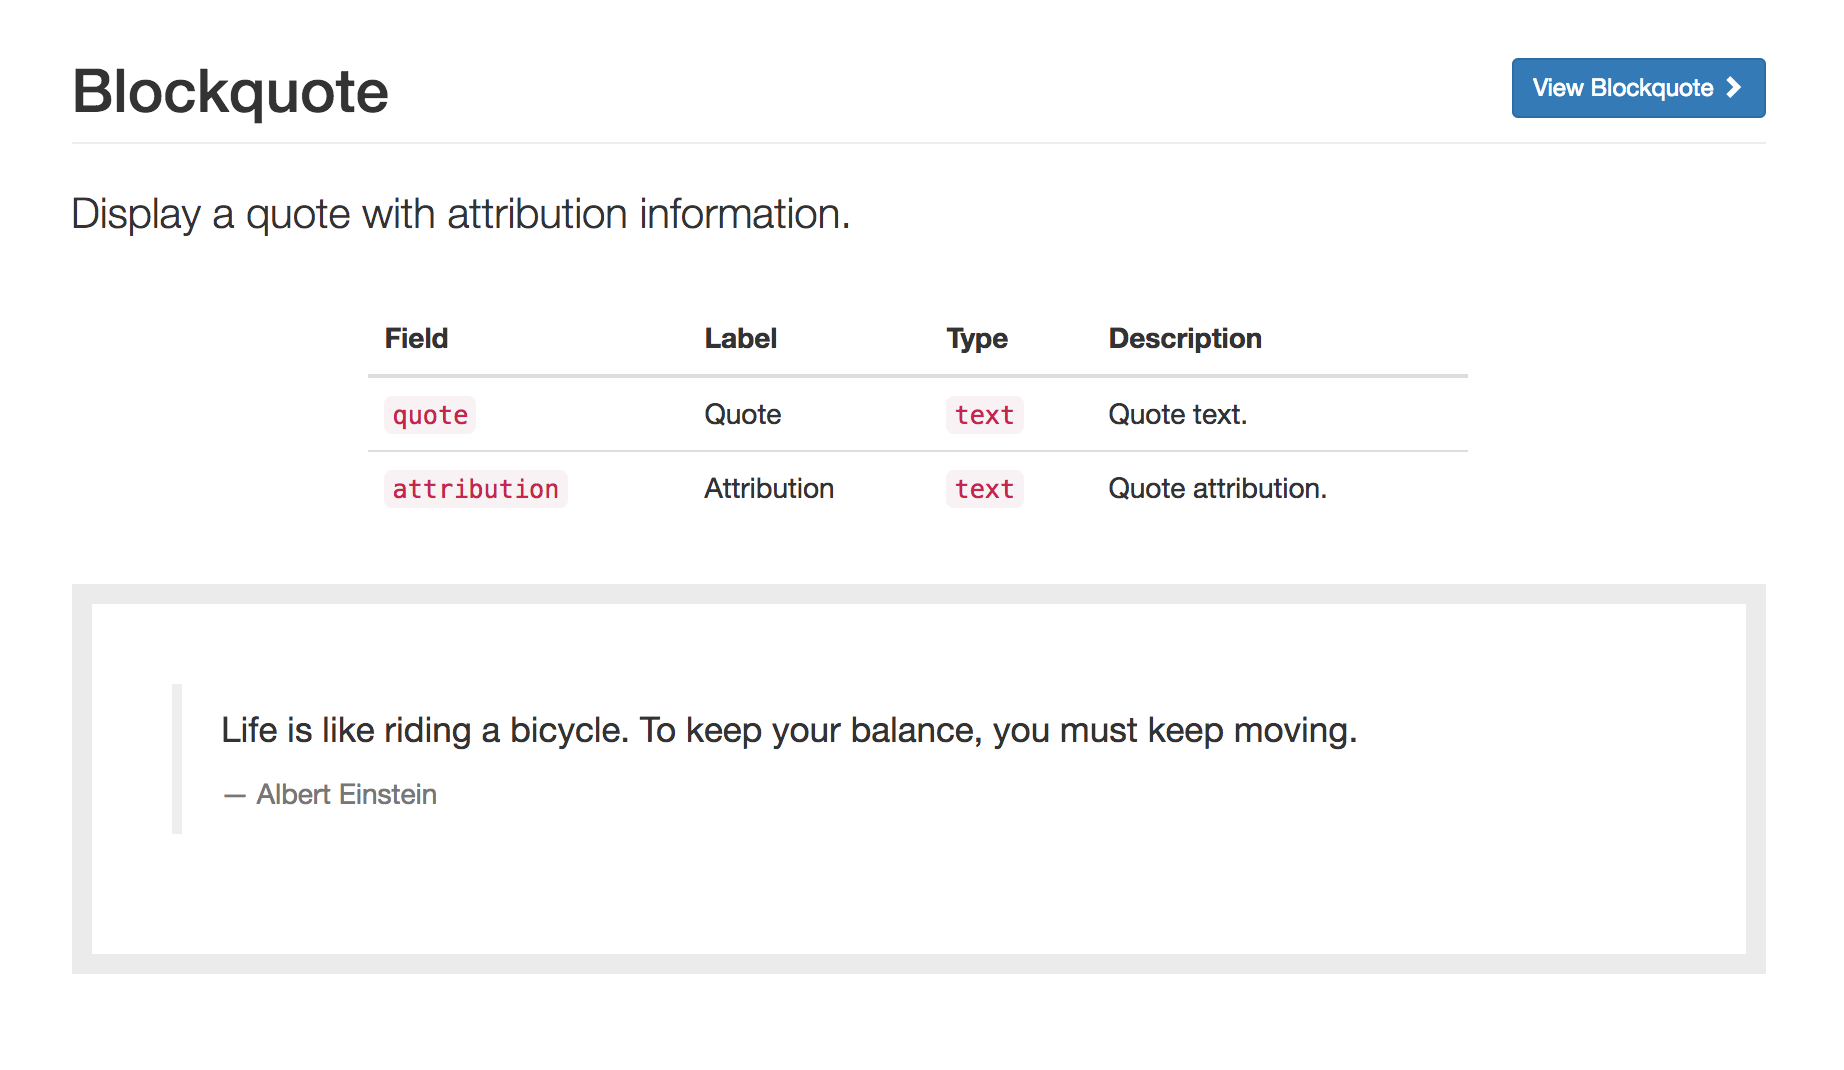 Blockquote
View Blockquote
Display a quote with attribution information.
Field Label Type Description
quote Quote text Quote text.
attribution Attribution text Quote attribution.
Life is like riding a bicycle. To keep your balance, you must keep moving.
— Albert Einstein